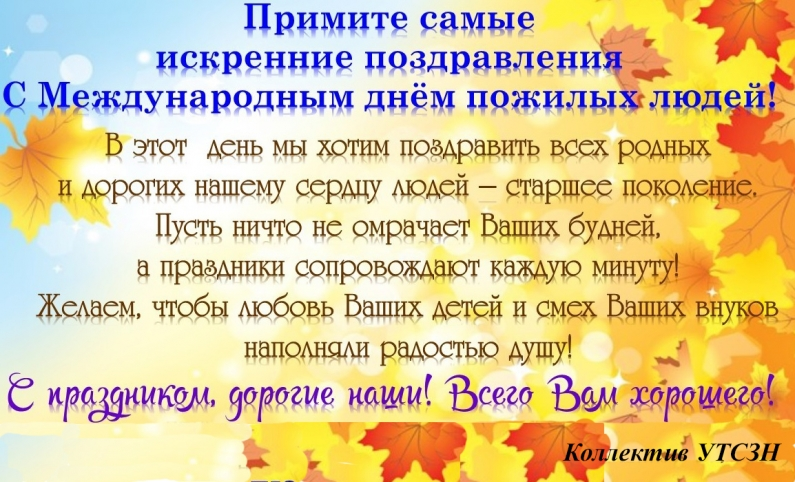 Примите самые
искренние поздравления
С Международным днём пожилых людей!
В этот день мы хотим поздравить всех родных
и дорогих нашему сердцу людей – старшее поколение.
Пусть ничто не омрачает Ваших будней,
а праздники сопровождают каждую минуту!
Желаем, чтобы любовь Ваших детей и смех Ваших внуков
наполняли радостью душу!
С праздником, дорогие наши! Всего Вам хорошего!
Коллектив УТСЗН